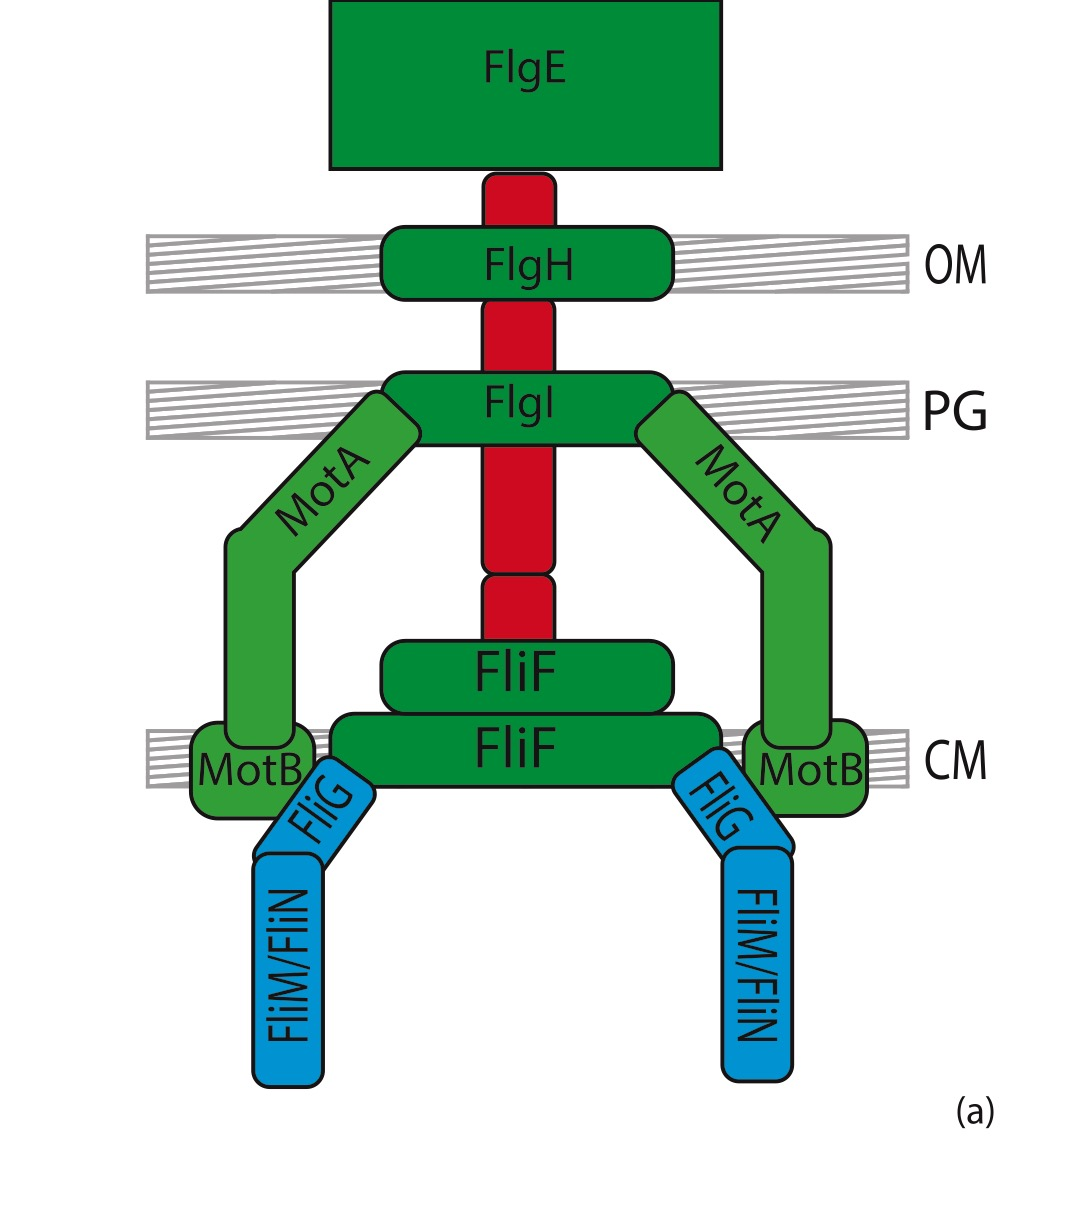 FlgE
FlgH
OM
FlgI
PG
MotA
MotA
FliF
FliF
MotB
MotB
CM
FliG
FliG
FliM/FliN
FliM/FliN
(a)